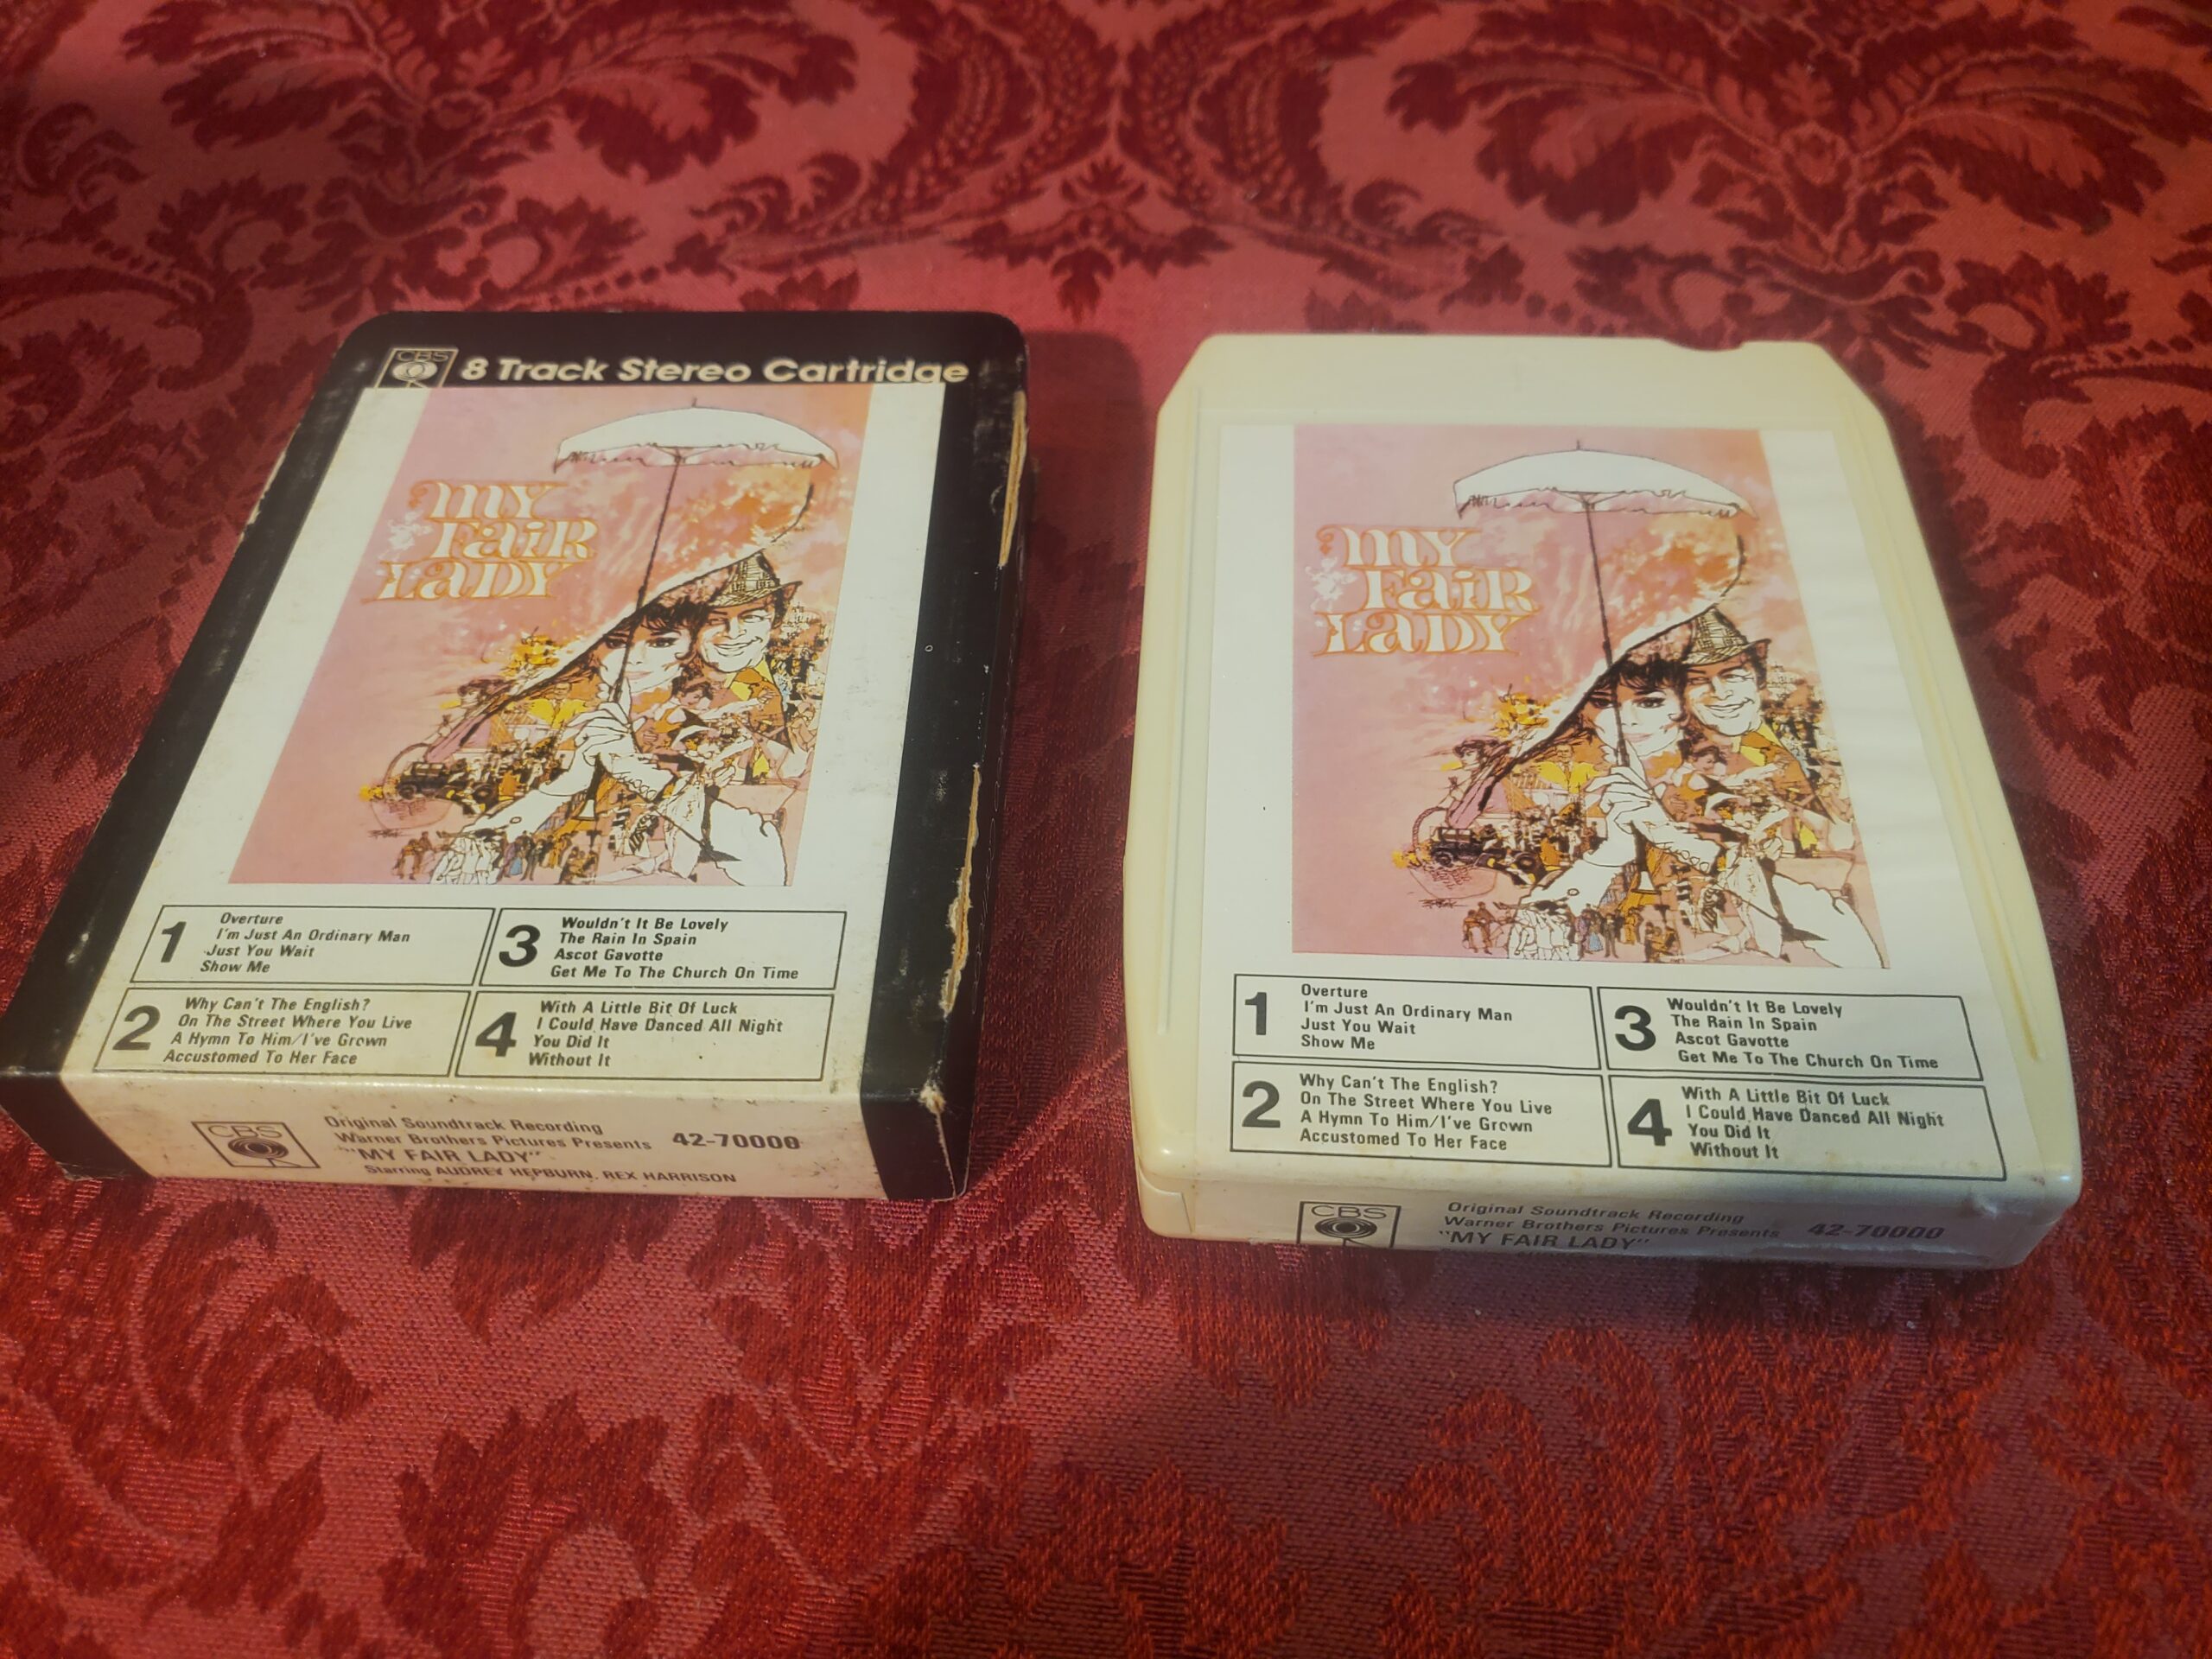 CBS
8 Track Stereo Cartridge
MY
FAIR
LADY
1
Overture
I'm Just An Ordinary Man
Just You Wait
Show Me
2
Why Can't The English?
On The Street Where You Live
A Hymn To Him/I've Grown
Accustomed To Her Face
3
Wouldn't It Be Lovely
The Rain In Spain
Ascot Gavotte
Get Me To The Church On Time
4
With A Little Bit Of Luck
I Could Have Danced All Night
You Did It
Without It
CBS
Original Soundtrack Recording
Warner Brothers Pictures Presents 42-70000
"MY FAIR LADY"
Starring AUDREY HEPBURN. REX HARRISON
MY
FAIR
LADY
1
Overture
I'm Just An Ordinary Man
Just You Wait
Show Me
2
Why Can't The English?
On The Street Where You Live
A Hymn To Him/I've Grown
Accustomed To Her Face
3
Wouldn't It Be Lovely
The Rain In Spain
Ascot Gavotte
Get Me To The Church On Time
4
With A Little Bit Of Luck
I Could Have Danced All Night
You Did It
Without It
CBS
Original Soundtrack Recording
Warner Brothers Pictures Presents 42-70000
"MY FAIR LADY"